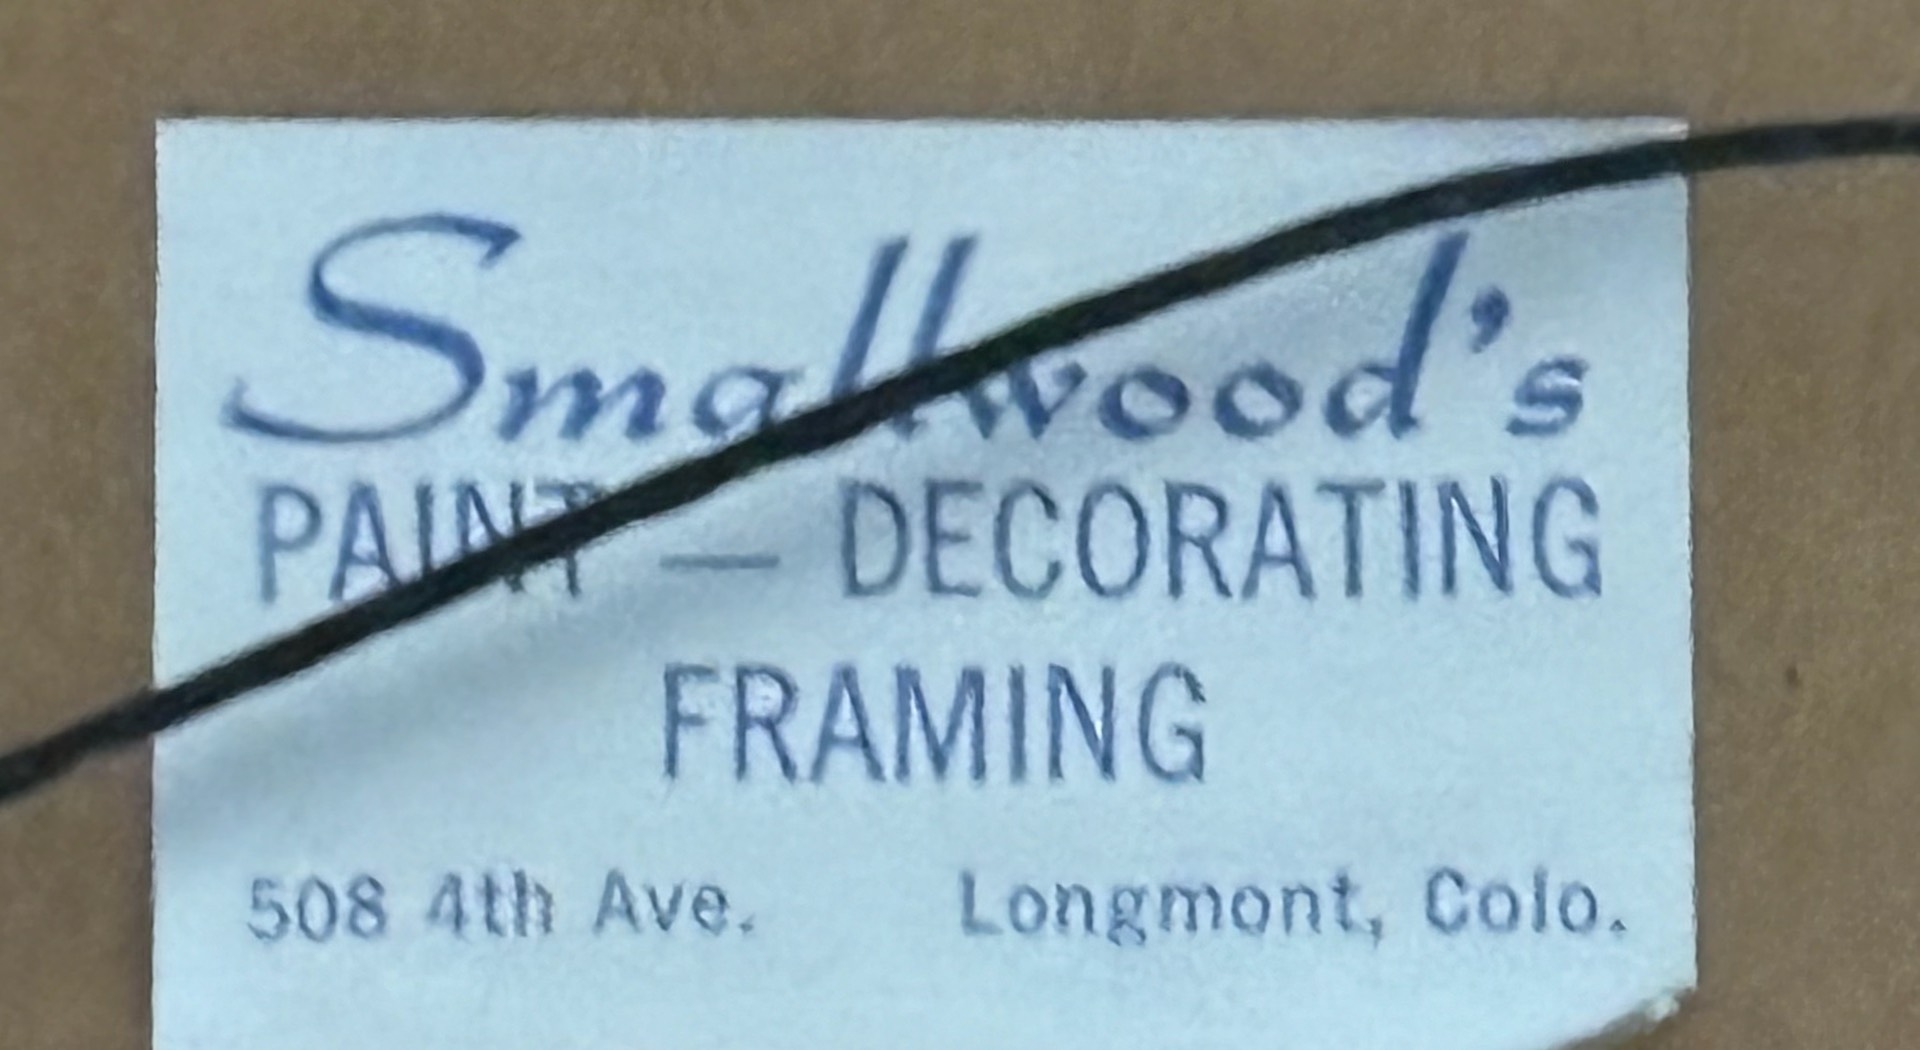 Smallwood's
PAINT — DECORATING
FRAMING
508 4th Ave. Longmont, Colo.